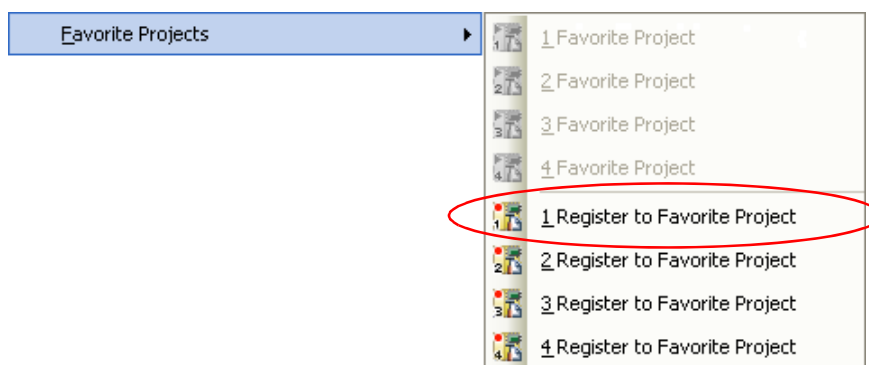 Favorite Projects
1 Favorite Project
2 Favorite Project
3 Favorite Project
4 Favorite Project
1 Register to Favorite Project
2 Register to Favorite Project
3 Register to Favorite Project
4 Register to Favorite Project